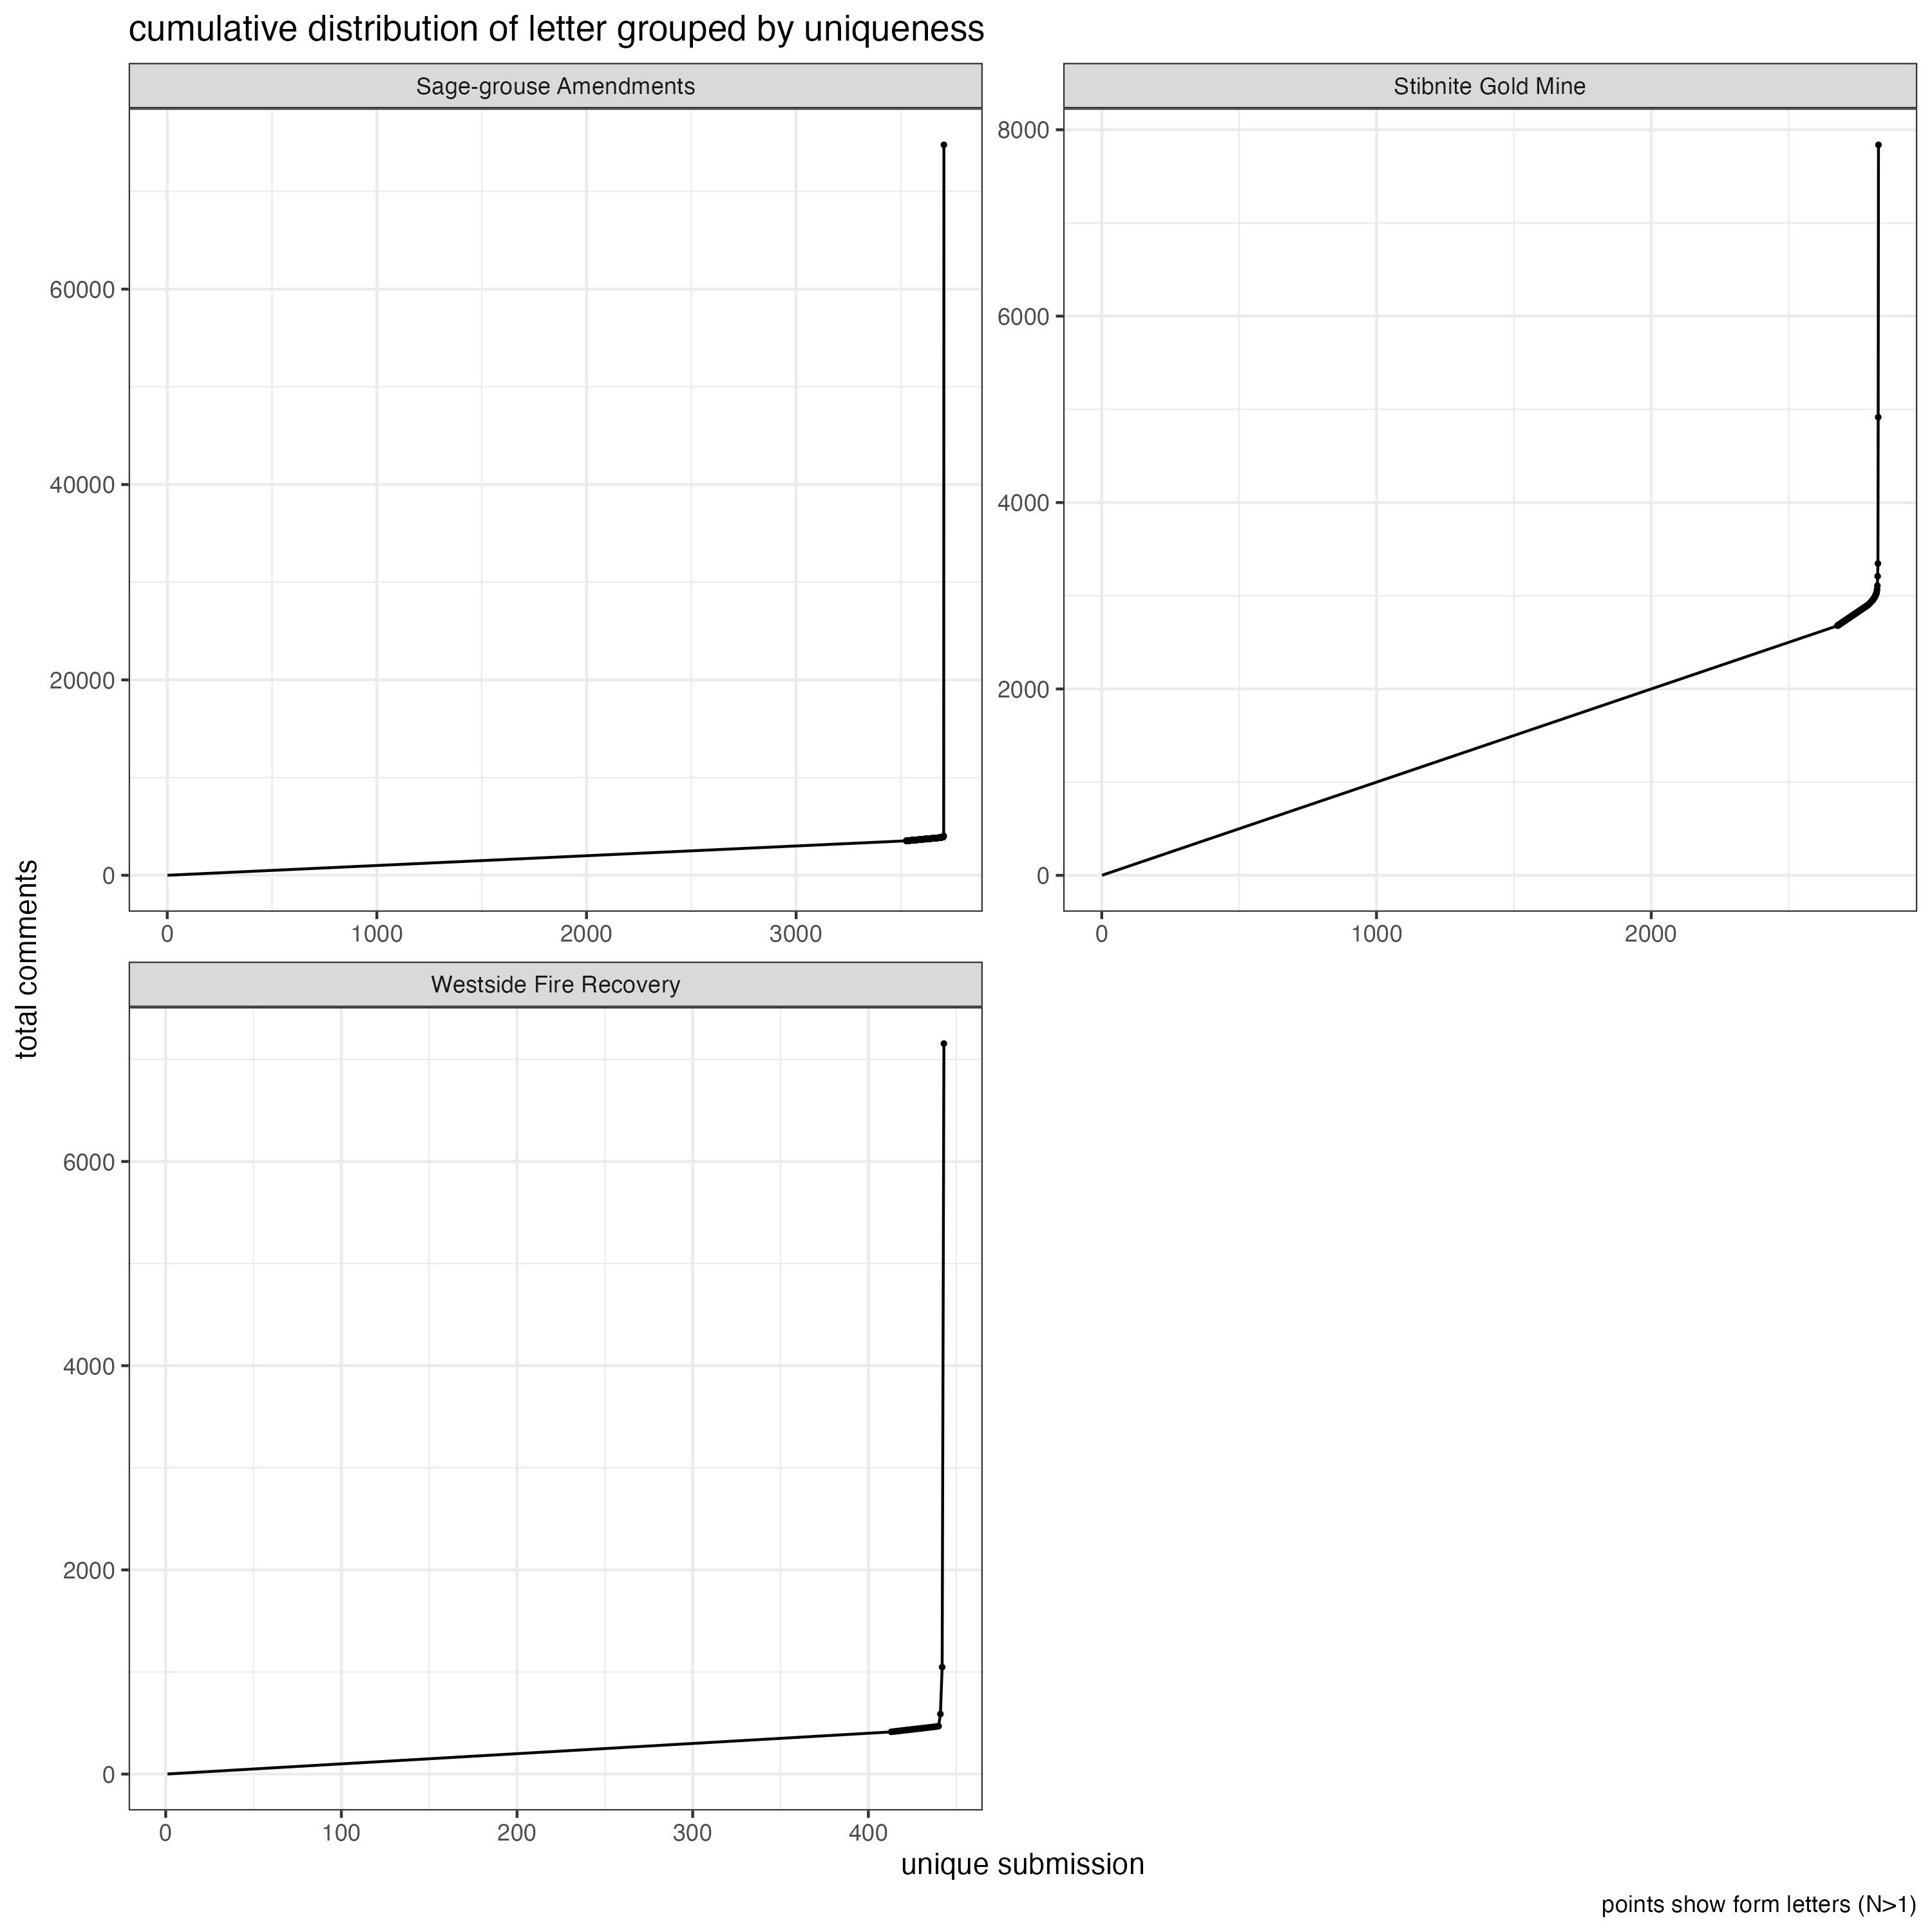 cumulative distribution of letter grouped by uniqueness
Sage-grouse Amendments
60000
40000
20000
0
0 1000 2000 3000
Stibnite Gold Mine
8000
6000
4000
2000
0
0 1000 2000
Westside Fire Recovery
6000
4000
2000
0
0 100 200 300 400
total comments
unique submission
points show form letters (N>1)